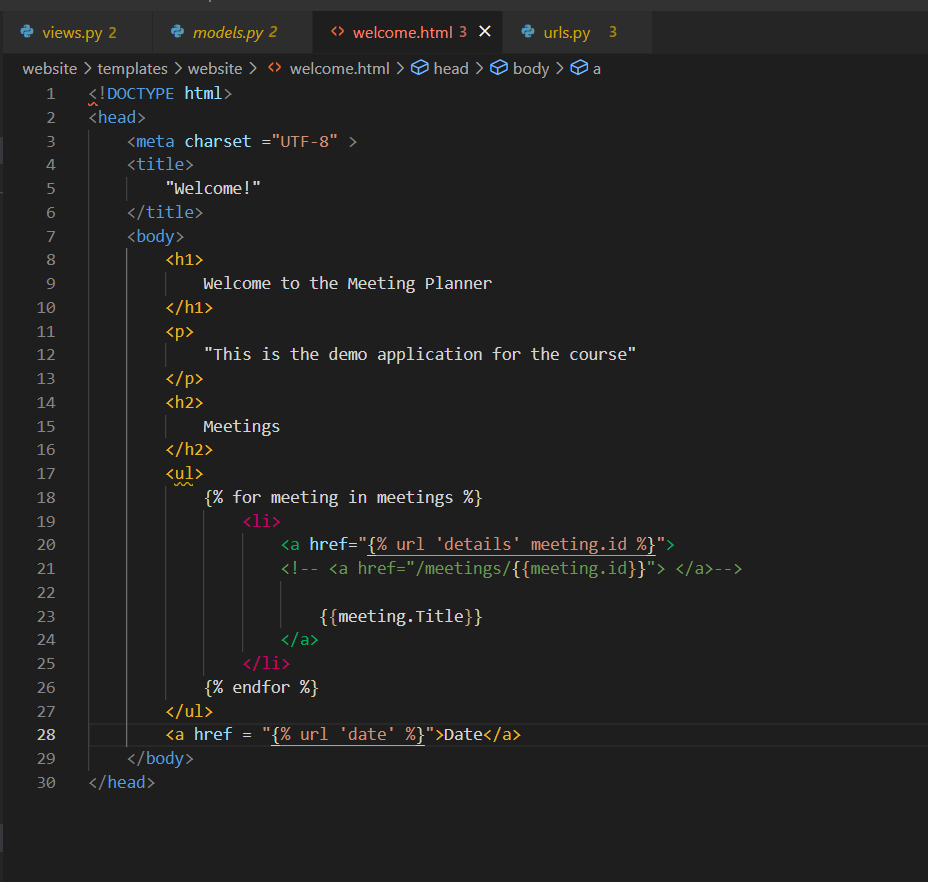 views.py 2 models.py 2 welcome.html 3 urls.py 3
website > templates > website > welcome.html > head > body > a
1 <!DOCTYPE html>
2 <head>
3     <meta charset ="UTF-8" >
4     <title>
5         "Welcome!"
6     </title>
7     <body>
8         <h1>
9             Welcome to the Meeting Planner
10         </h1>
11         <p>
12             "This is the demo application for the course"
13         </p>
14         <h2>
15             Meetings
16         </h2>
17         <ul>
18             {% for meeting in meetings %}
19                 <li>
20                     <a href="{% url 'details' meeting.id %}">
21                     <!-- <a href="/meetings/{{meeting.id}}"> </a>-->
22
23                         {{meeting.Title}}
24                     </a>
25                 </li>
26             {% endfor %}
27         </ul>
28         <a href = "{% url 'date' %}">Date</a>
29     </body>
30 </head>